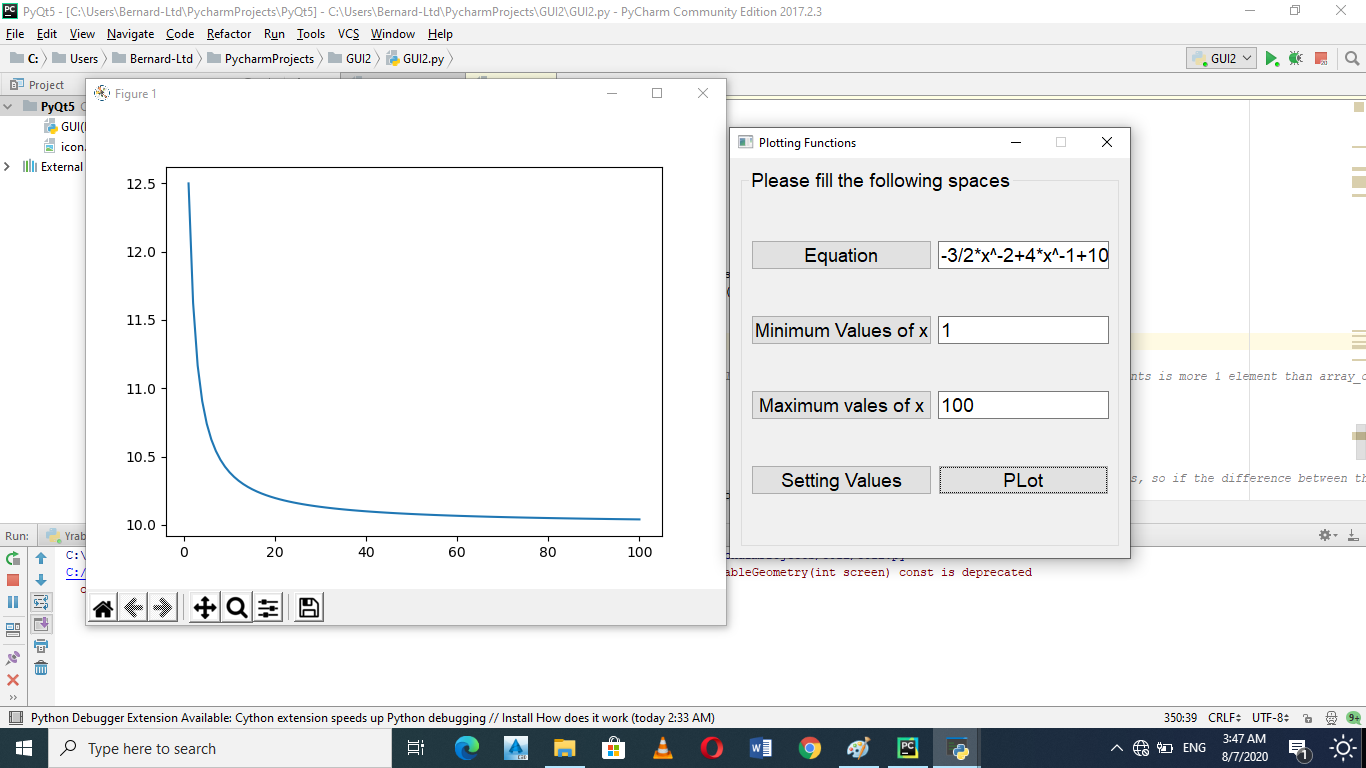 PyQt5 - [C:\Users\Bernard-Ltd\PycharmProjects\PyQt5] - C:\Users\Bernard-Ltd\PycharmProjects\GUI2\GUI2.py - PyCharm Community Edition 2017.2.3
File Edit View Navigate Code Refactor Run Tools VCS Window Help
C: Users Bernard-Ltd PycharmProjects GUI2 GUI2.py GUI2
Project
PyQt5
GUI(
icon.
External
Figure 1
12.5
12.0
11.5
11.0
10.5
10.0
0 20 40 60 80 100
Plotting Functions
Please fill the following spaces
Equation -3/2*x^-2+4*x^-1+10
Minimum Values of x 1
Maximum vales of x 100
Setting Values PLot
nts is more 1 element than array_
s, so if the difference between th
Run: Yrab
C:\
C:/
ableGeometry(int screen) const is deprecated
Python Debugger Extension Available: Cython extension speeds up Python debugging // Install How does it work (today 2:33 AM)
350:39 CRLF UTF-8 9+
Type here to search
ENG
3:47 AM
8/7/2020
1